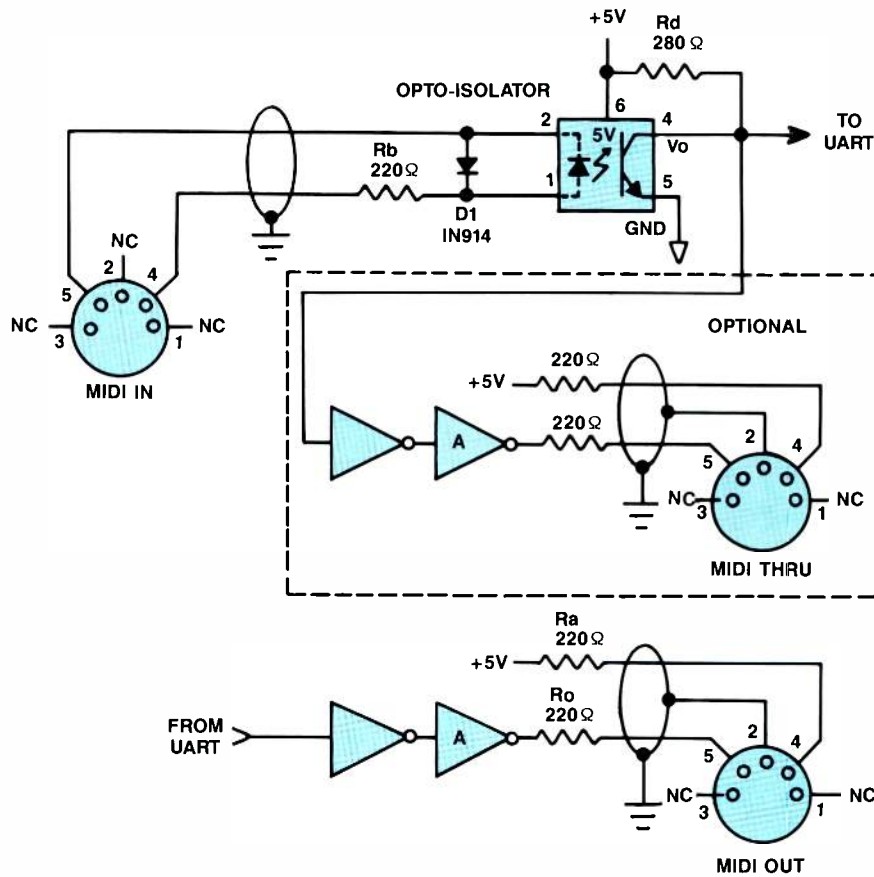 +5V
Rd
280 Ω
OPTO-ISOLATOR
6
2
5V
4
Vo
TO
UART
Rb
220Ω
1
5
D1
IN914
GND
NC
5
2
4
NC
3
1
NC
MIDI IN
OPTIONAL
+5V
220Ω
220Ω
A
2
5
4
NC
3
1
NC
MIDI THRU
Ra
220Ω
+5V
Ro
220Ω
FROM
UART
A
2
5
4
NC
3
1
NC
MIDI OUT